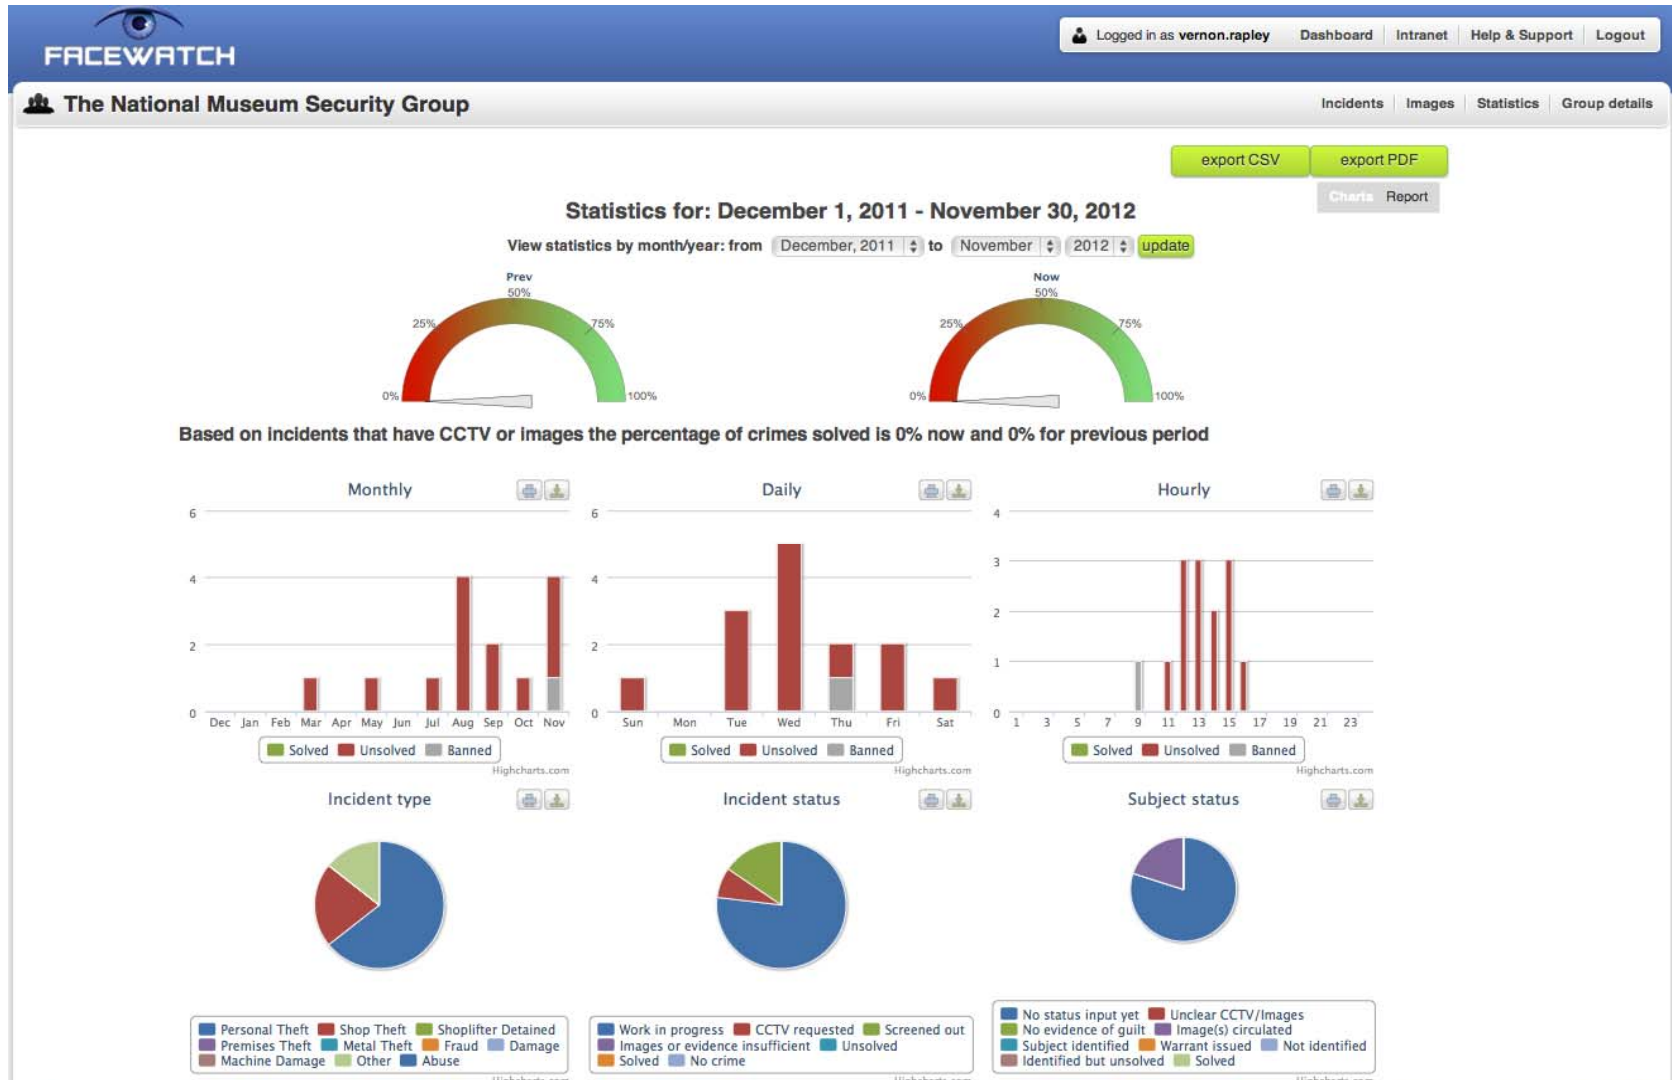 FACEWATCH
Logged in as vernon.rapley Dashboard Intranet Help & Support Logout
The National Museum Security Group
Incidents Images Statistics Group details
export CSV export PDF
Charts Report
Statistics for: December 1, 2011 - November 30, 2012
View statistics by month/year: from December, 2011 to November 2012 update
Prev
50%
25% 75%
0% 100%
Now
50%
25% 75%
0% 100%
Based on incidents that have CCTV or images the percentage of crimes solved is 0% now and 0% for previous period
Monthly
6
4
2
0
Dec Jan Feb Mar Apr May Jun Jul Aug Sep Oct Nov
Solved Unsolved Banned
Highcharts.com
Daily
6
4
2
0
Sun Mon Tue Wed Thu Fri Sat
Solved Unsolved Banned
Highcharts.com
Hourly
4
3
2
1
0
1 3 5 7 9 11 13 15 17 19 21 23
Solved Unsolved Banned
Highcharts.com
Incident type
Personal Theft Shop Theft Shoplifter Detained
Premises Theft Metal Theft Fraud Damage
Machine Damage Other Abuse
Highcharts.com
Incident status
Work in progress CCTV requested Screened out
Images or evidence insufficient Unsolved
Solved No crime
Highcharts.com
Subject status
No status input yet Unclear CCTV/Images
No evidence of guilt Image(s) circulated
Subject identified Warrant issued Not identified
Identified but unsolved Solved
Highcharts.com